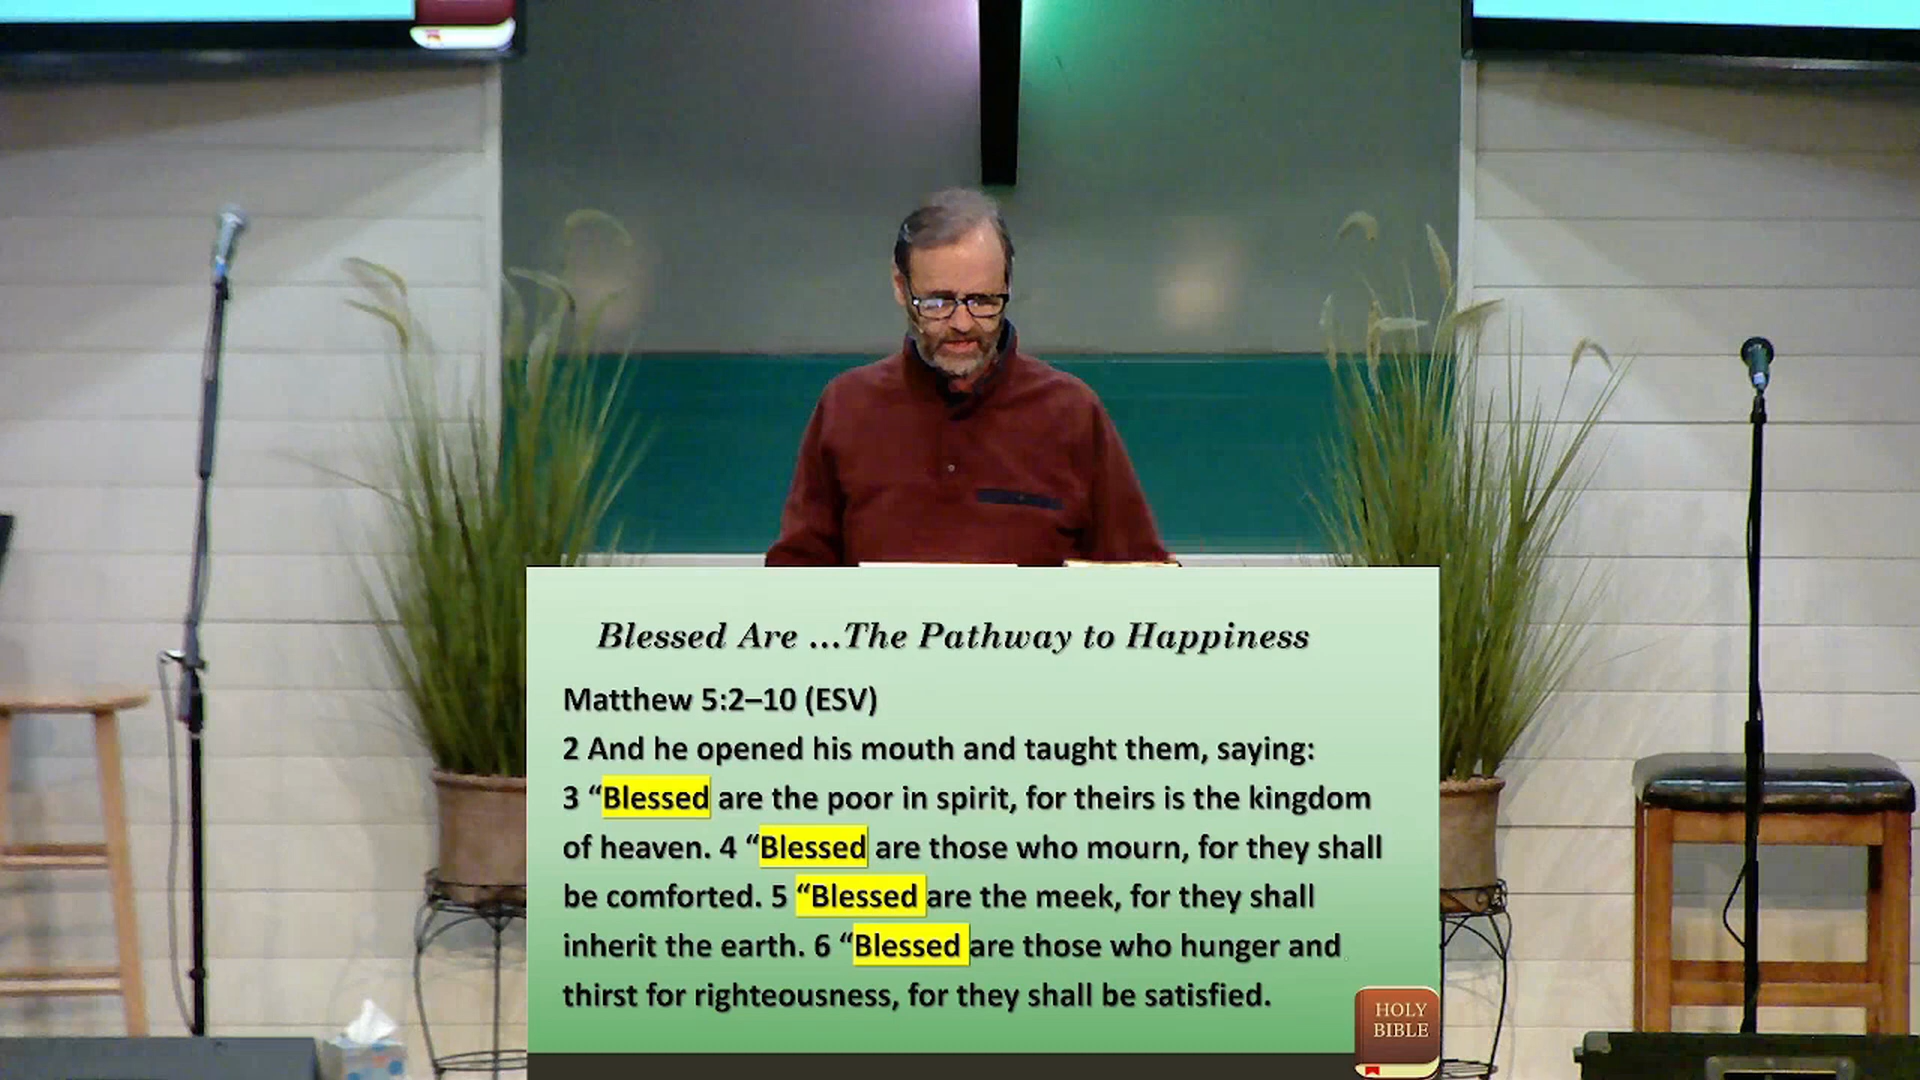 Blessed Are ...The Pathway to Happiness
Matthew 5:2–10 (ESV)
2 And he opened his mouth and taught them, saying:
3 “Blessed are the poor in spirit, for theirs is the kingdom
of heaven. 4 “Blessed are those who mourn, for they shall
be comforted. 5 “Blessed are the meek, for they shall
inherit the earth. 6 “Blessed are those who hunger and
thirst for righteousness, for they shall be satisfied.
HOLY
BIBLE